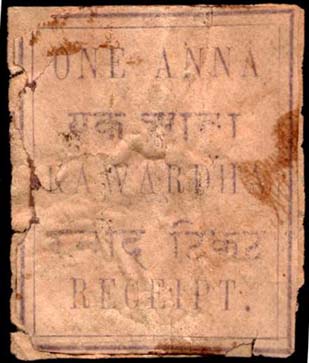 ONE ANNA
एक आना
KAWARDHA
रसीद टिकट
RECEIPT.